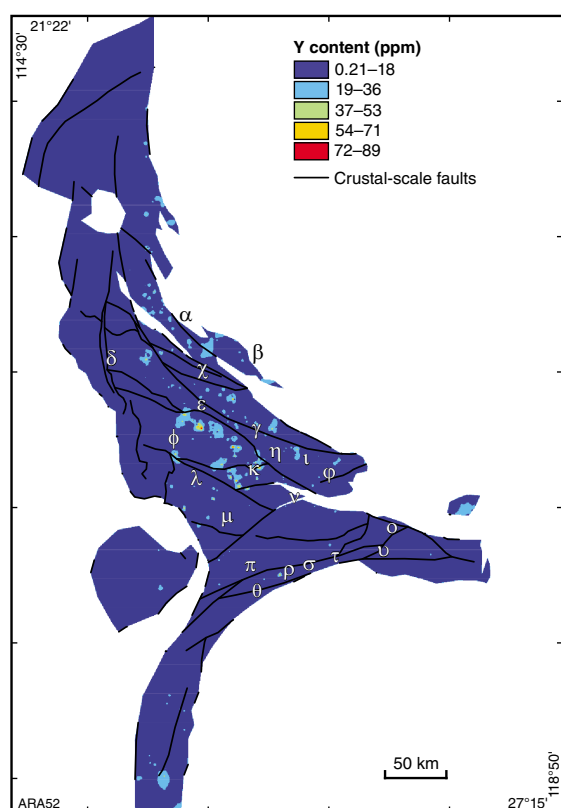 21°22'
114°30'
Y content (ppm)
0.21–18
19–36
37–53
54–71
72–89
Crustal-scale faults
α
β
δ
χ
ε
γ
ϕ
η
ι
κ
φ
λ
ν
μ
ο
π
ρ
σ
τ
υ
θ
50 km
118°50'
ARA52
27°15'